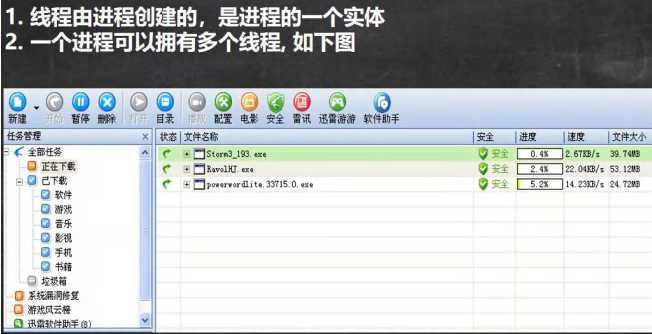 1. 线程由进程创建的，是进程的一个实体
2. 一个进程可以拥有多个线程, 如下图
新建 开始 暂停 删除 打开 目录 播放 配置 电影 安全 雷讯 迅雷游游 软件助手
任务管理 × 状态 文件名称 安全 进度 速度 文件大小
全部任务 Storm3_193.exe 安全 0.4% 2.67KB/s 39.74MB
正在下载 RavolHJ.exe 安全 2.4% 22.04KB/s 53.12MB
已下载 powerwordlite.33715.0.exe 安全 5.2% 14.23KB/s 24.72MB
软件
游戏
音乐
影视
手机
书籍
垃圾箱
系统漏洞修复
游戏风云榜
迅雷软件助手(8)